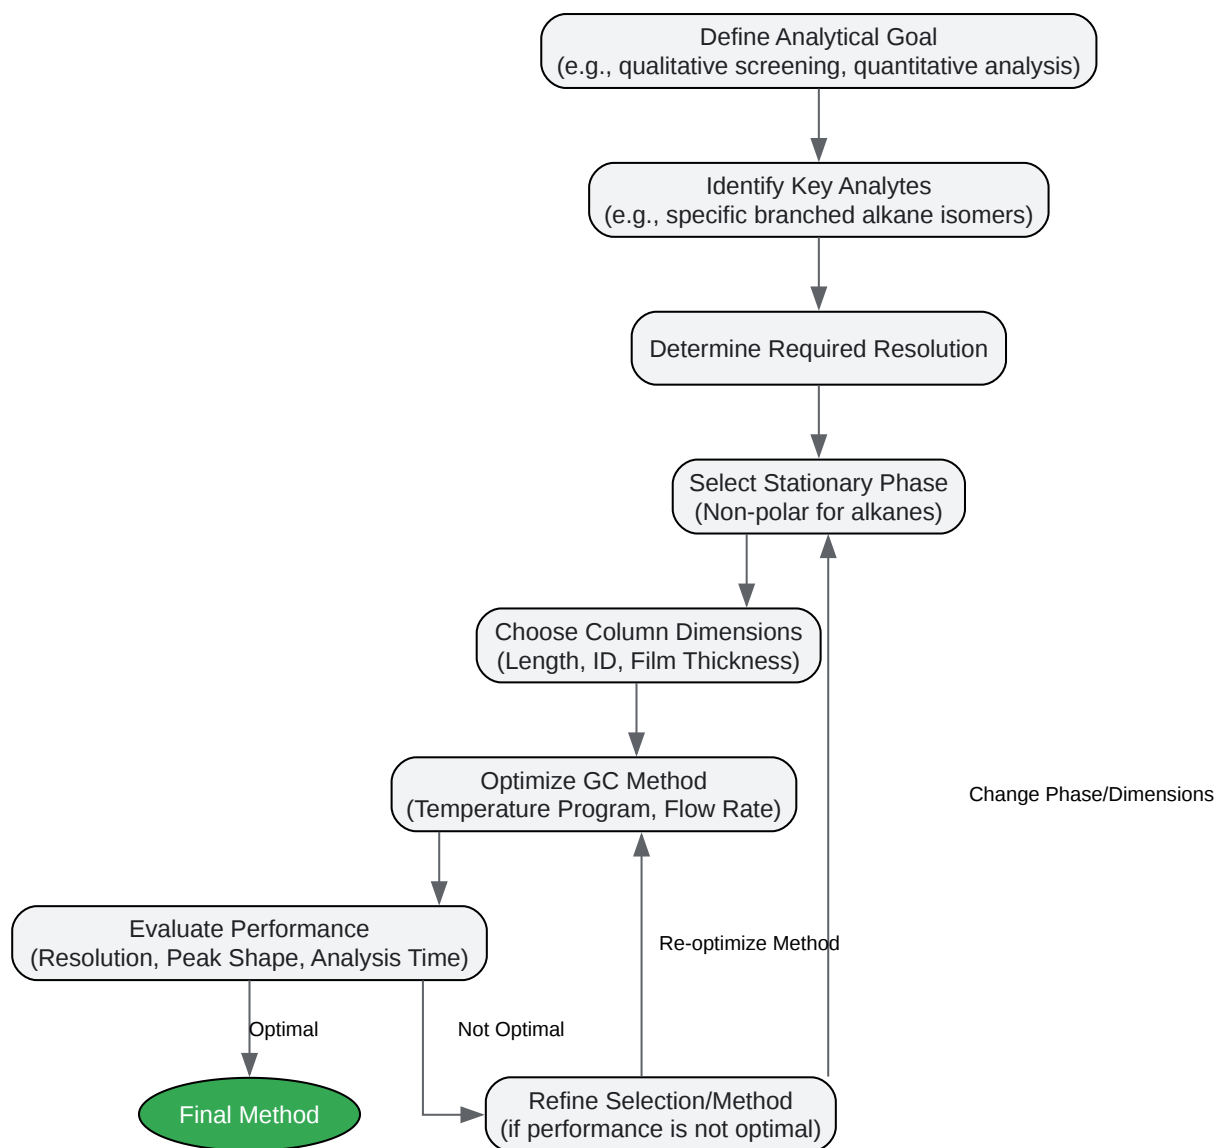 Define Analytical Goal
(e.g., qualitative screening, quantitative analysis)
Identify Key Analytes
(e.g., specific branched alkane isomers)
Determine Required Resolution
Select Stationary Phase
(Non-polar for alkanes)
Choose Column Dimensions
(Length, ID, Film Thickness)
Optimize GC Method
(Temperature Program, Flow Rate)
Change Phase/Dimensions
Evaluate Performance
(Resolution, Peak Shape, Analysis Time)
Re-optimize Method
Optimal
Not Optimal
Final Method
Refine Selection/Method
(if performance is not optimal)